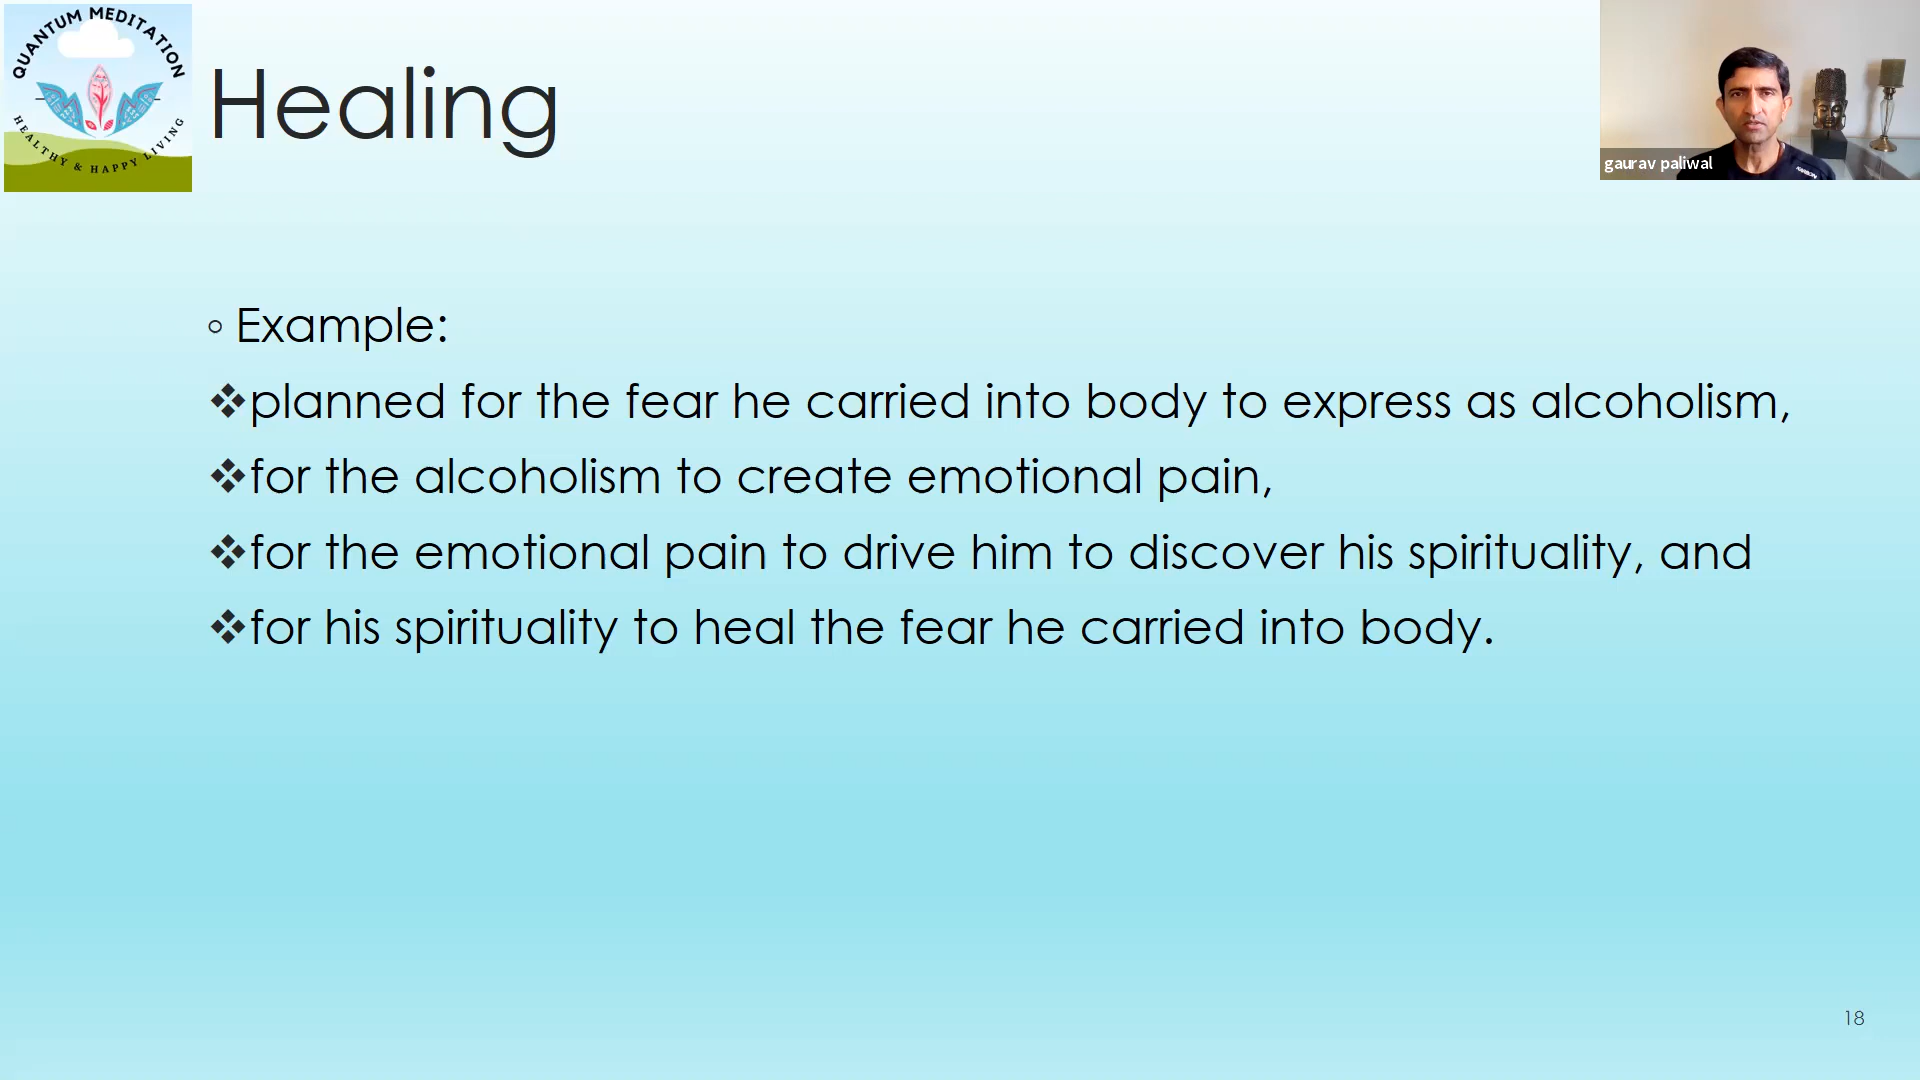 QUANTUM MEDITATION
HEALTHY & HAPPY LIVING
Healing
gaurav paliwal
◦ Example:
❖planned for the fear he carried into body to express as alcoholism,
❖for the alcoholism to create emotional pain,
❖for the emotional pain to drive him to discover his spirituality, and
❖for his spirituality to heal the fear he carried into body.
18